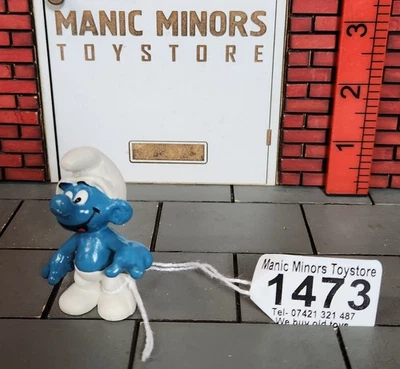 MANIC MINORS
TOYSTORE
3
2
1
Manic Minors Toystore
1473
Tel- 07421 321 487
We buy old toys